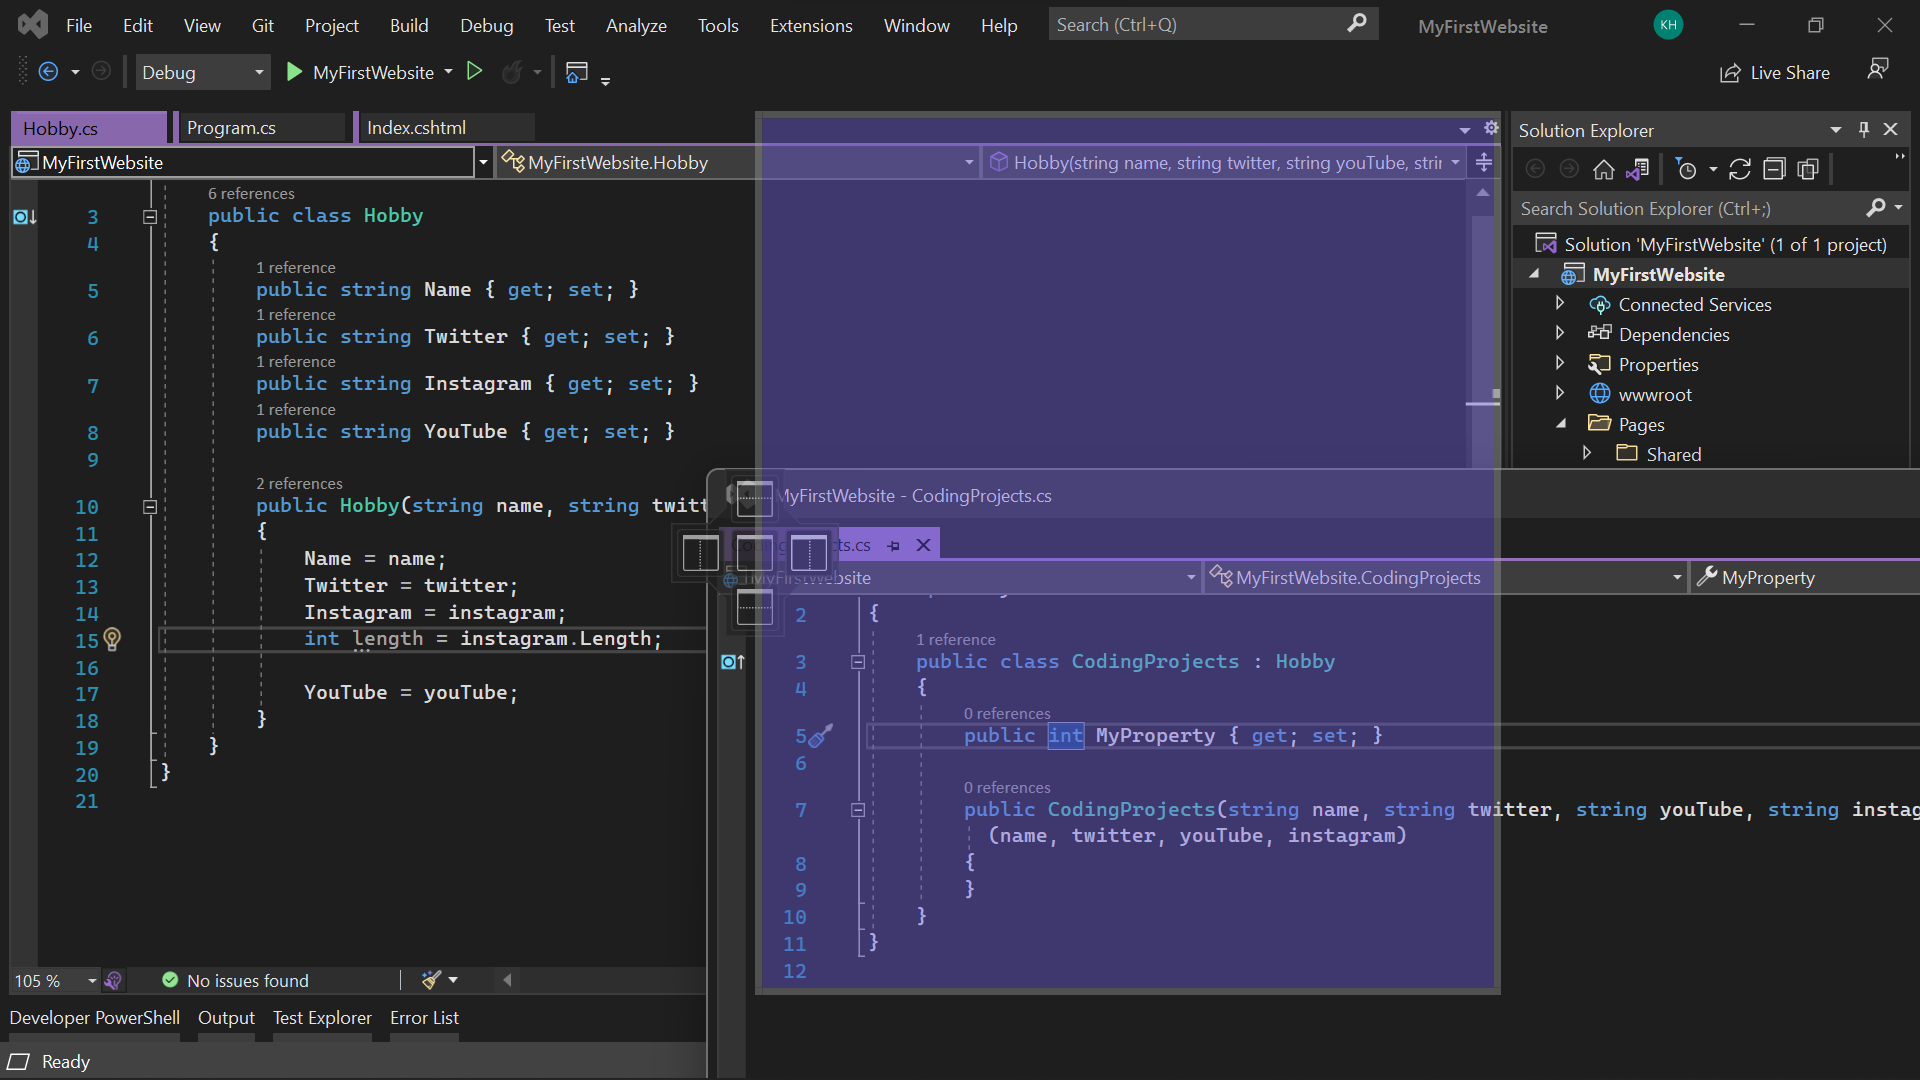 File Edit View Git Project Build Debug Test Analyze Tools Extensions Window Help Search (Ctrl+Q) MyFirstWebsite KH
Debug MyFirstWebsite Live Share
Hobby.cs Program.cs Index.cshtml
MyFirstWebsite MyFirstWebsite.Hobby Hobby(string name, string twitter, string youTube, strir
6 references
3 public class Hobby
4 {
1 reference
5 public string Name { get; set; }
1 reference
6 public string Twitter { get; set; }
1 reference
7 public string Instagram { get; set; }
1 reference
8 public string YouTube { get; set; }
9
2 references
10 public Hobby(string name, string twitt
11 {
12 Name = name;
13 Twitter = twitter;
14 Instagram = instagram;
15 int length = instagram.Length;
16
17 YouTube = youTube;
18 }
19 }
20 }
21
105 % No issues found
Developer PowerShell Output Test Explorer Error List
Ready
MyFirstWebsite - CodingProjects.cs
cts.cs
MyFirstWebsite MyFirstWebsite.CodingProjects MyProperty
2 {
1 reference
3 public class CodingProjects : Hobby
4 {
0 references
5 public int MyProperty { get; set; }
6
0 references
7 public CodingProjects(string name, string twitter, string youTube, string instag
(name, twitter, youTube, instagram)
8 {
9 }
10 }
11 }
12
Solution Explorer
Search Solution Explorer (Ctrl+;)
Solution 'MyFirstWebsite' (1 of 1 project)
MyFirstWebsite
Connected Services
Dependencies
Properties
wwwroot
Pages
Shared